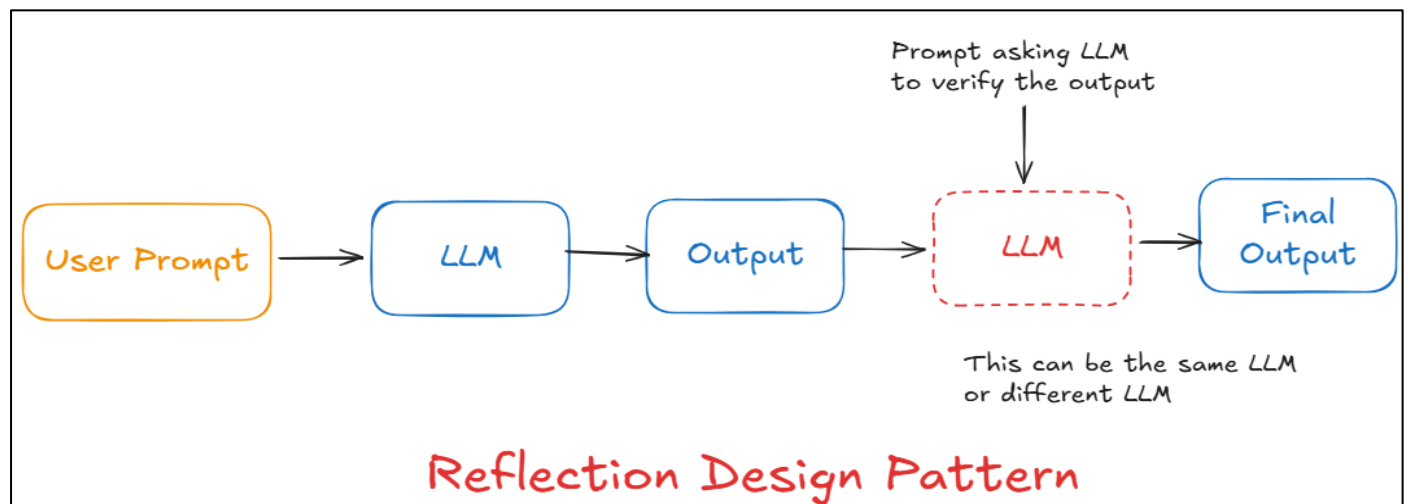 Prompt asking LLM
to verify the output
User Prompt
LLM
Output
LLM
Final
Output
This can be the same LLM
or different LLM
Reflection Design Pattern